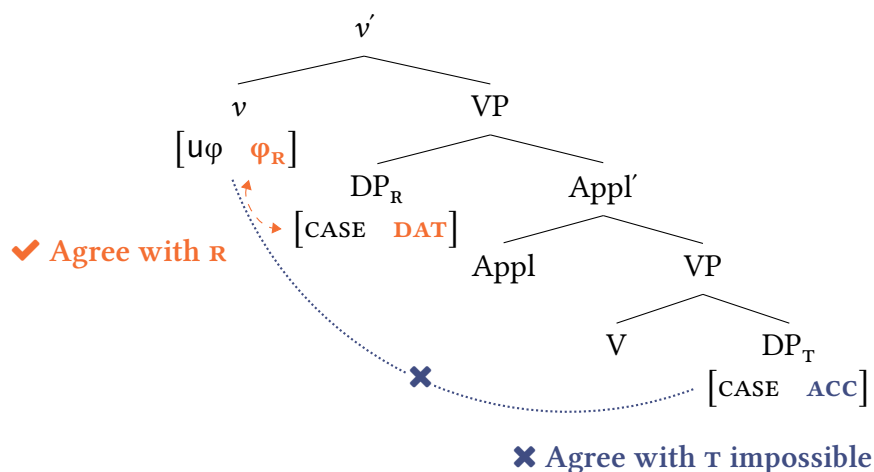 v′
v VP
[uφ φR]
DPR Appl′
[CASE DAT]
✔ Agree with R
Appl VP
V DPT
[CASE ACC]
✖
✖ Agree with T impossible